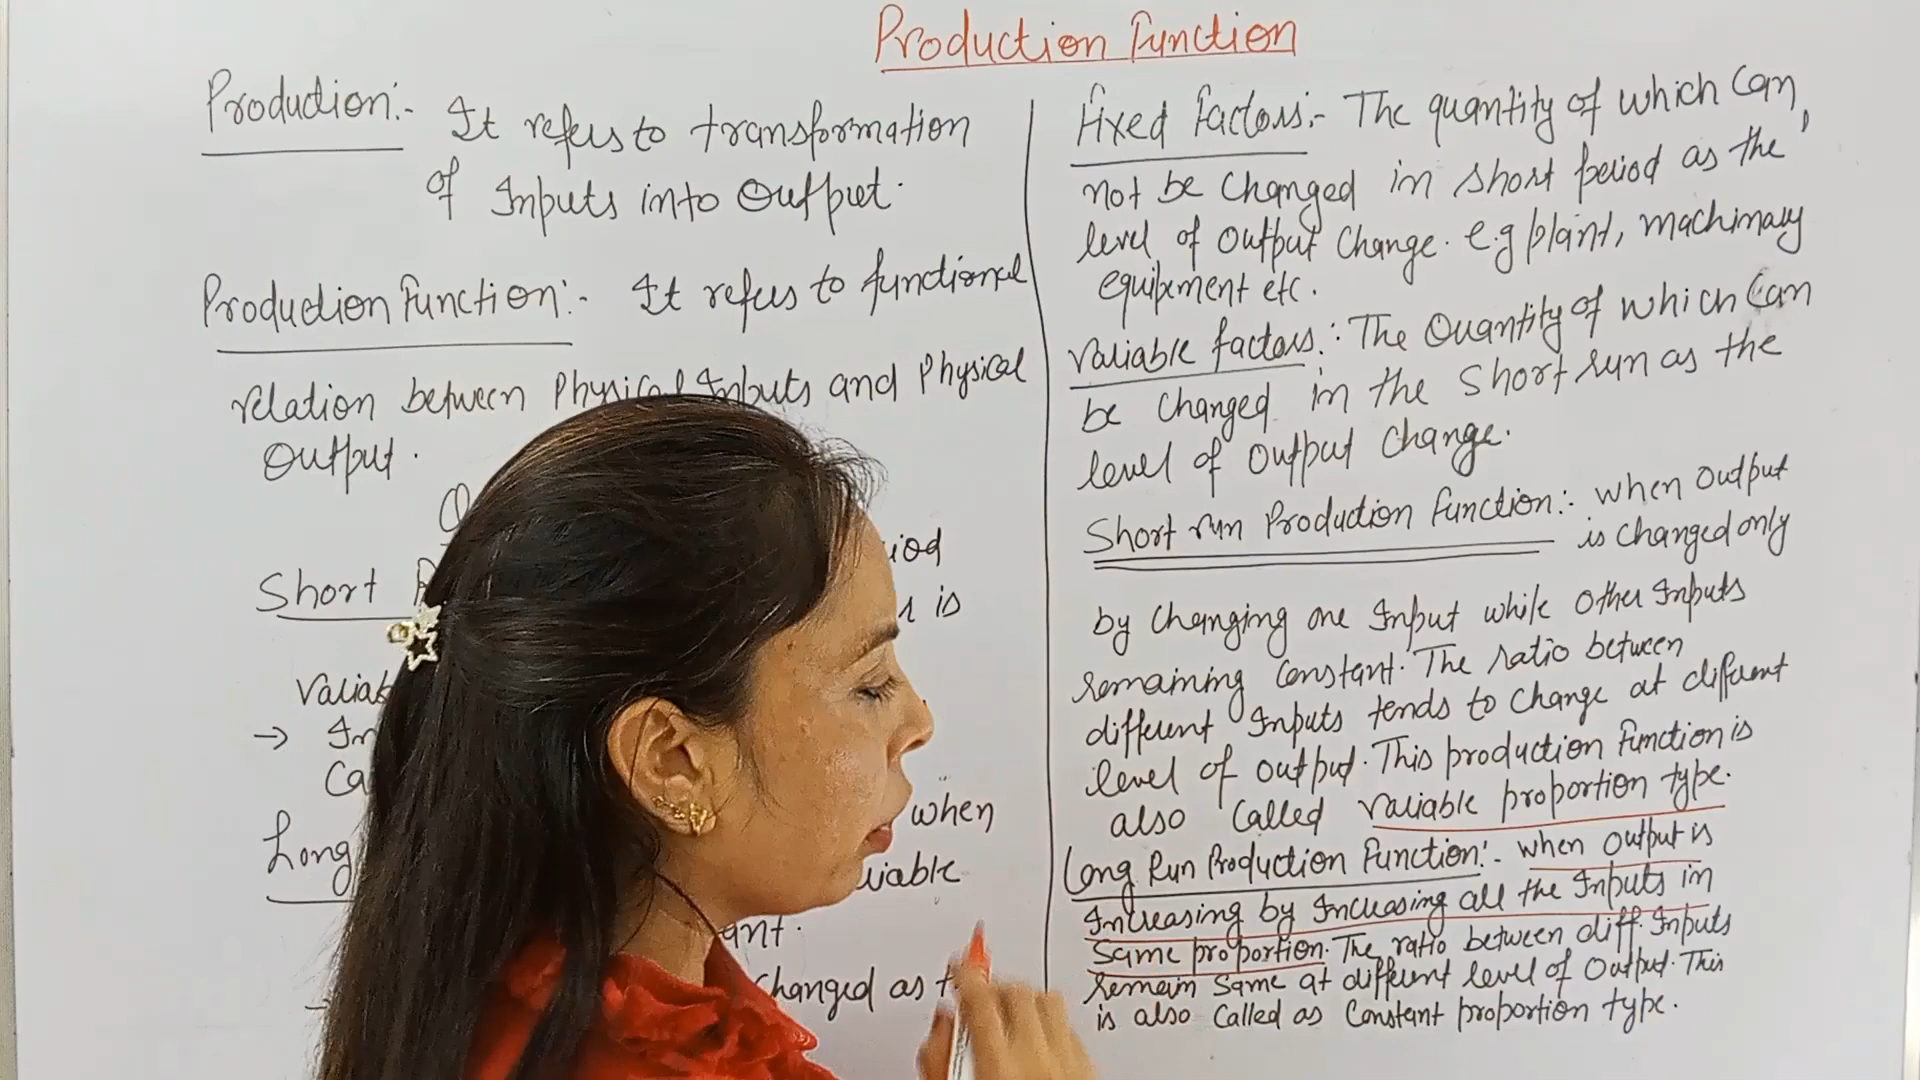 Production Function
Production:-
It refers to transformation
of Inputs into Output.
Production Function:- It refers to functional
relation between Physical Inputs and Physical
Output.
Short
is
→
Long
when
Changed as
Fixed Factors:- The quantity of which Can,
not be Changed in short period as the
level of Output Change. e.g plant, machinary
equipment etc.
Variable factors:- The Quantity of which Can
be Changed in the Short run as the
level of Output Change.
Short run Production Function:- when Output
is changed only
by Changing one Input while Other Inputs
remaining Constant. The ratio between
different Inputs tends to Change at different
level of output. This production Function is
also Called variable proportion type.
Long Run Production Function:- when Output is
Increasing by Increasing all the Inputs in
Same proportion. The ratio between diff. Inputs
remain Same at different level of Output. This
is also Called as Constant proportion type.